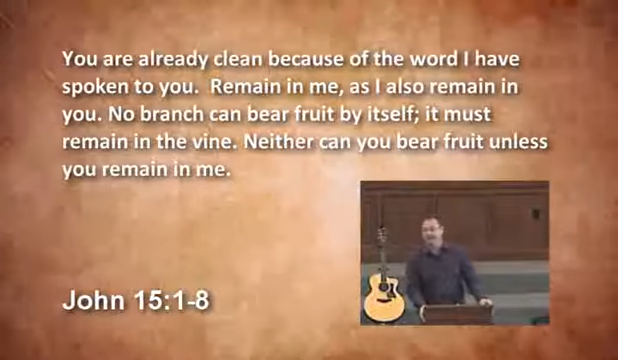 You are already clean because of the word I have
spoken to you.  Remain in me, as I also remain in
you. No branch can bear fruit by itself; it must
remain in the vine. Neither can you bear fruit unless
you remain in me.
John 15:1-8